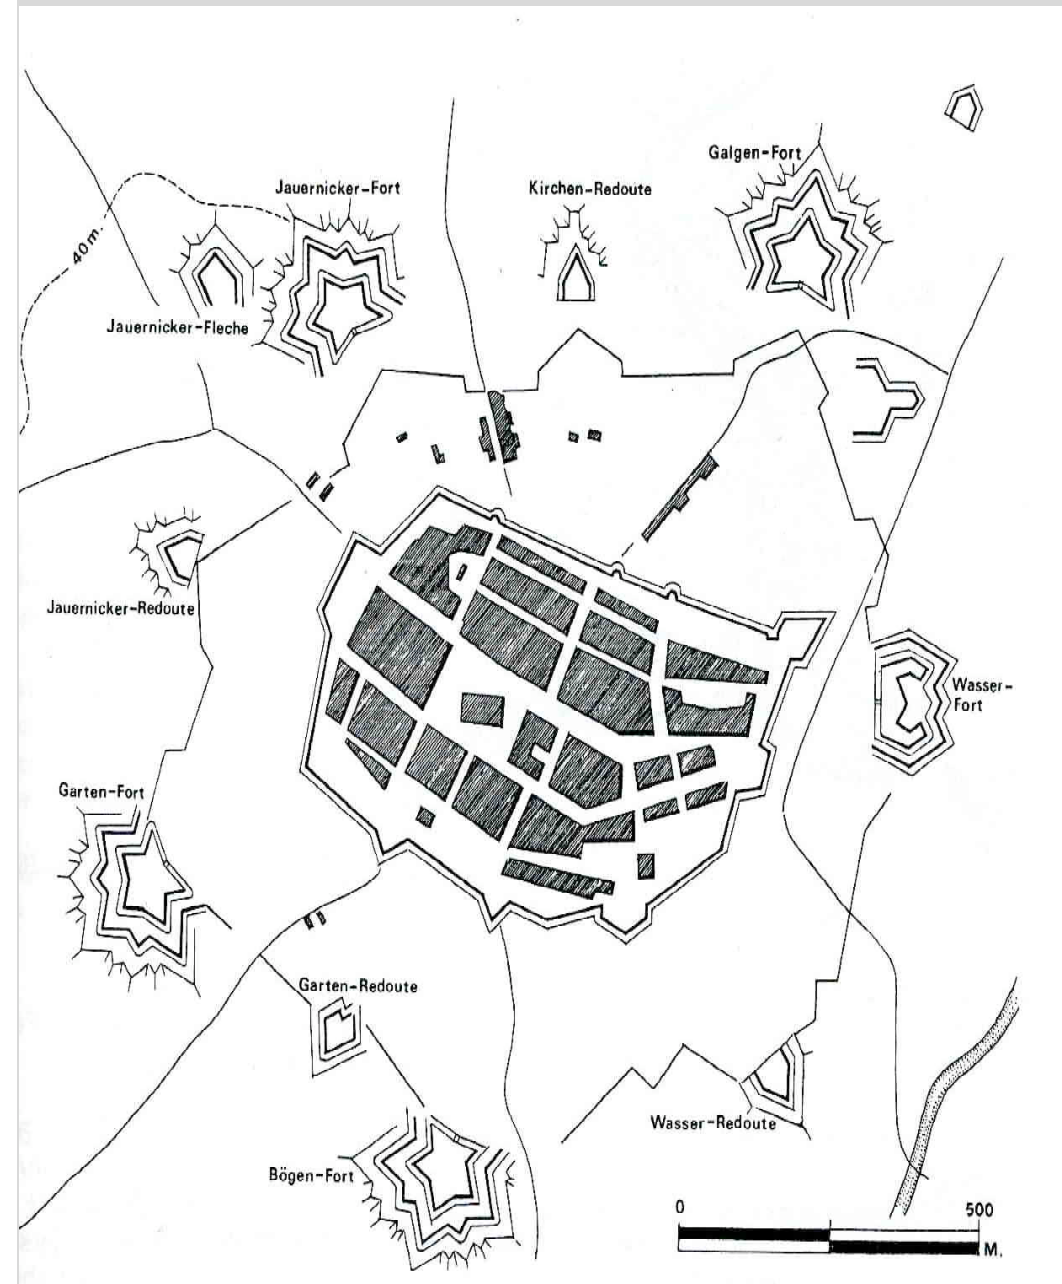 Galgen-Fort
Jauernicker-Fort
Kirchen-Redoute
40 m.
Jauernicker-Fleche
Jauernicker-Redoute
Wasser-
Fort
Garten-Fort
Garten-Redoute
Wasser-Redoute
Bögen-Fort
0 500
M.